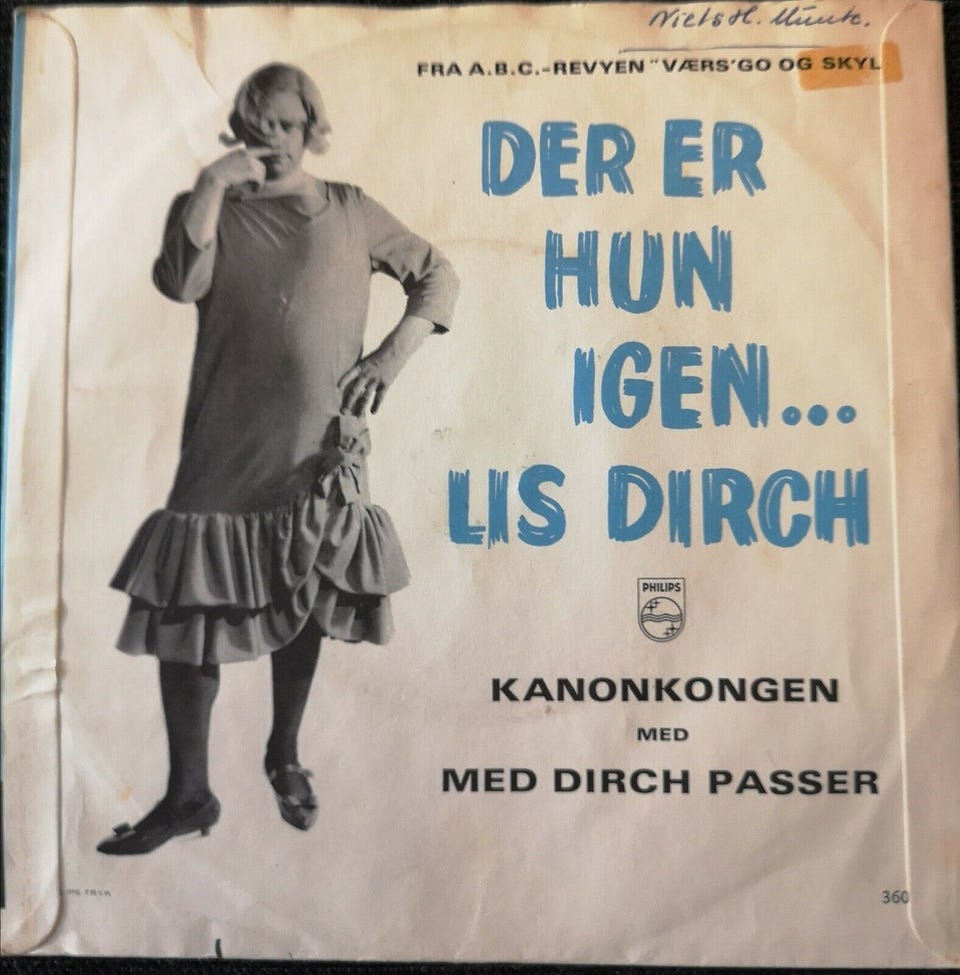 Niels H. Munk.
FRA A.B.C.-REVYEN "VÆRS'GO OG SKYL
DER ER
HUN
IGEN...
LIS DIRCH
PHILIPS
KANONKONGEN
MED
MED DIRCH PASSER
TRYK
360